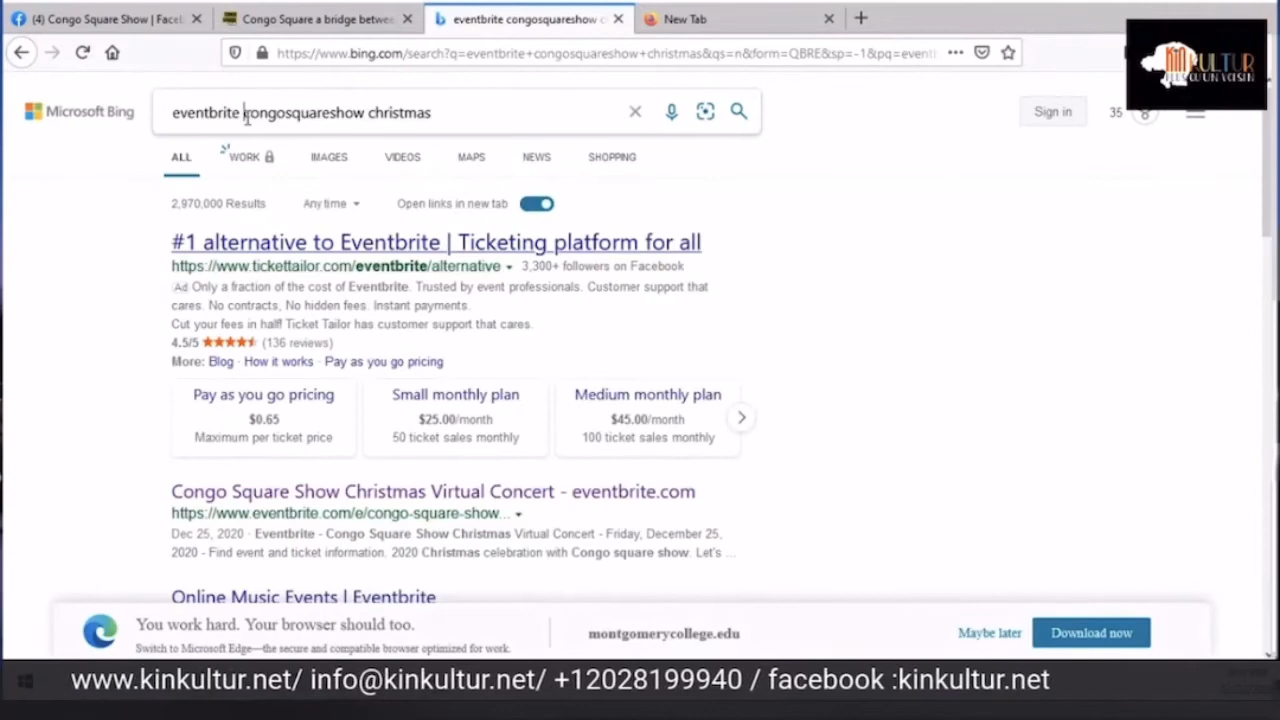 (4) Congo Square Show | Facel
Congo Square a bridge betwee
eventbrite congosquareshow c
New Tab
https://www.bing.com/search?q=eventbrite+congosquareshow+christmas&qs=n&form=QBRE&sp=-1&pq=eventl
KIN KULTUR
Microsoft Bing
eventbrite congosquareshow christmas
Sign in
35
ALL
WORK
IMAGES
VIDEOS
MAPS
NEWS
SHOPPING
2,970,000 Results
Any time
Open links in new tab
#1 alternative to Eventbrite | Ticketing platform for all
https://www.tickettailor.com/eventbrite/alternative
3,300+ followers on Facebook
Ad Only a fraction of the cost of Eventbrite. Trusted by event professionals. Customer support that
cares. No contracts, No hidden fees. Instant payments.
Cut your fees in half! Ticket Tailor has customer support that cares.
4.5/5 (136 reviews)
More: Blog · How it works · Pay as you go pricing
Pay as you go pricing
$0.65
Maximum per ticket price
Small monthly plan
$25.00/month
50 ticket sales monthly
Medium monthly plan
$45.00/month
100 ticket sales monthly
Congo Square Show Christmas Virtual Concert - eventbrite.com
https://www.eventbrite.com/e/congo-square-show...
Dec 25, 2020 · Eventbrite - Congo Square Show Christmas Virtual Concert - Friday, December 25,
2020 - Find event and ticket information. 2020 Christmas celebration with Congo square show. Let's ...
Online Music Events | Eventbrite
You work hard. Your browser should too.
Switch to Microsoft Edge—the secure and compatible browser optimized for work.
montgomerycollege.edu
Maybe later
Download now
www.kinkultur.net/ info@kinkultur.net/ +12028199940 / facebook :kinkultur.net